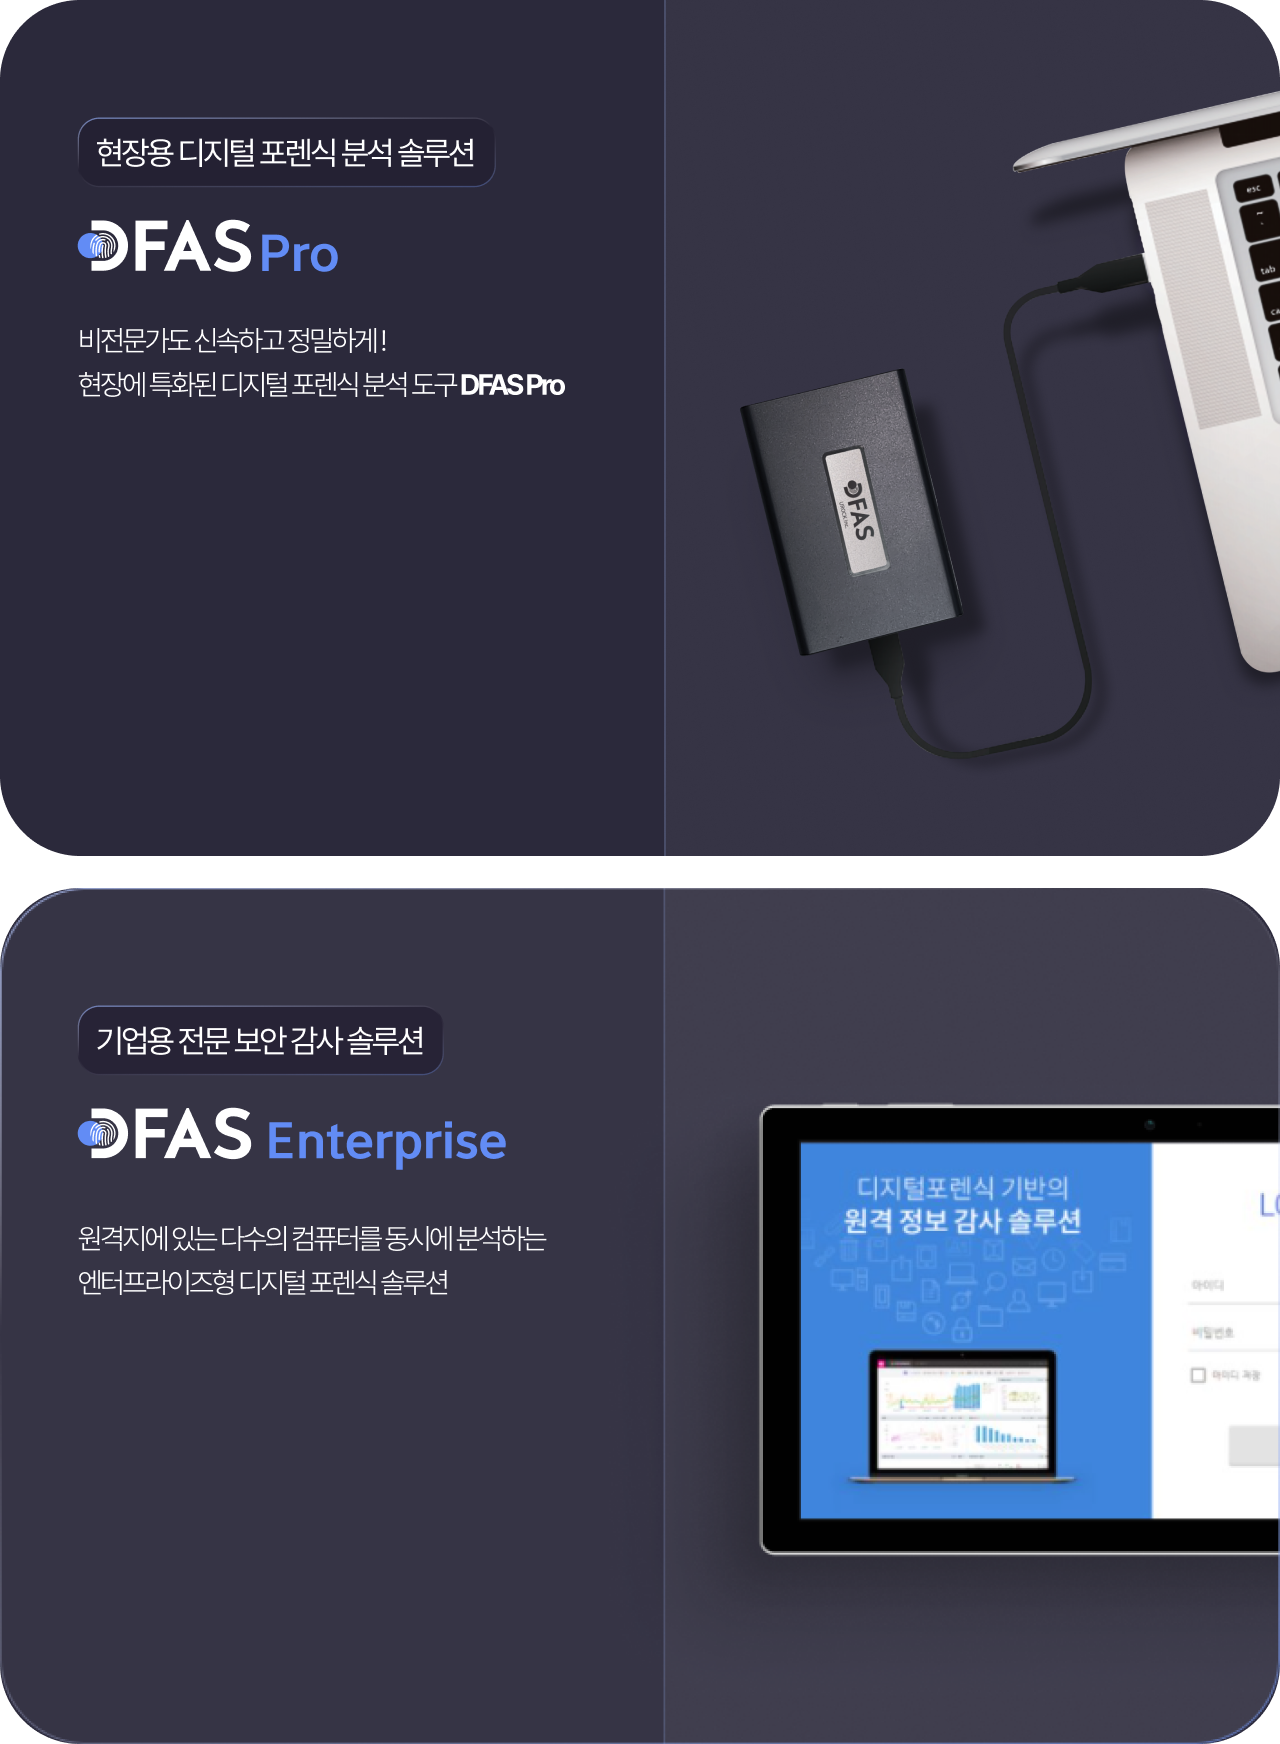 현장용 디지털 포렌식 분석 솔루션
DFAS Pro
비전문가도 신속하고 정밀하게!
현장에 특화된 디지털 포렌식 분석 도구 DFAS Pro
esc
tab
DFAS
기업용 전문 보안 감사 솔루션
DFAS Enterprise
원격지에 있는 다수의 컴퓨터를 동시에 분석하는
엔터프라이즈형 디지털 포렌식 솔루션
디지털포렌식 기반의
원격 정보 감사 솔루션
아이디
비밀번호
아이디 저장